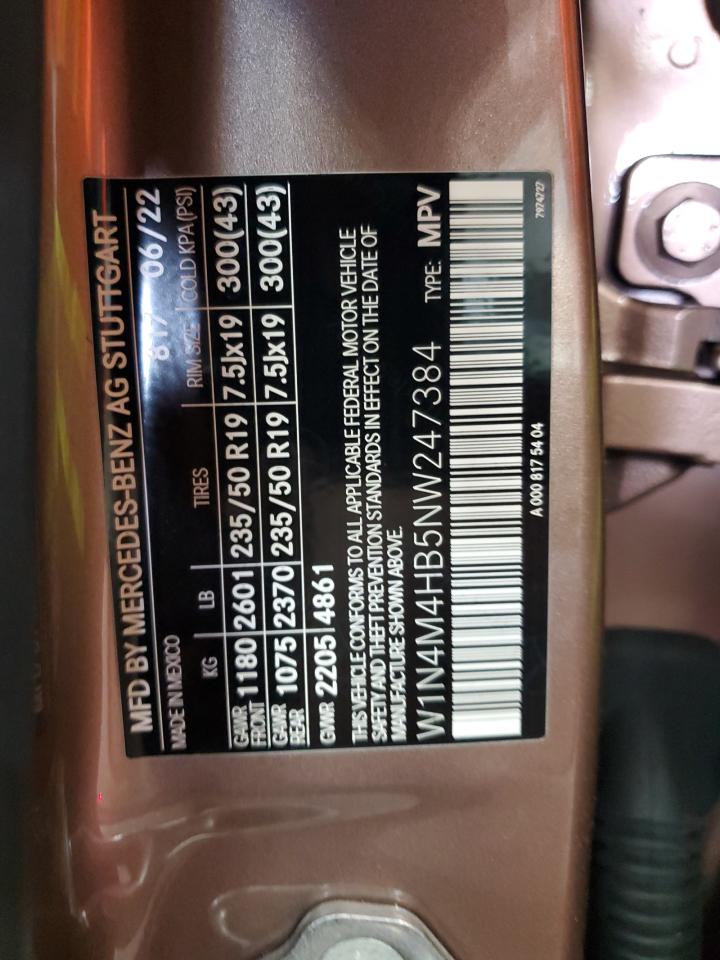 MFD BY MERCEDES-BENZ AG STUTTGART
MADE IN MEXICO 817 06/22
KG LB TIRES RIM SIZE COLD KPA (PSI)
GAWR FRONT 1180 2601 235/50 R19 7.5Jx19 300(43)
GAWR REAR 1075 2370 235/50 R19 7.5Jx19 300(43)
GVWR 2205 4861
THIS VEHICLE CONFORMS TO ALL APPLICABLE FEDERAL MOTOR VEHICLE
SAFETY AND THEFT PREVENTION STANDARDS IN EFFECT ON THE DATE OF
MANUFACTURE SHOWN ABOVE.
W1N4M4HB5NW247384 TYPE: MPV
A 000 817 54 04 7974727